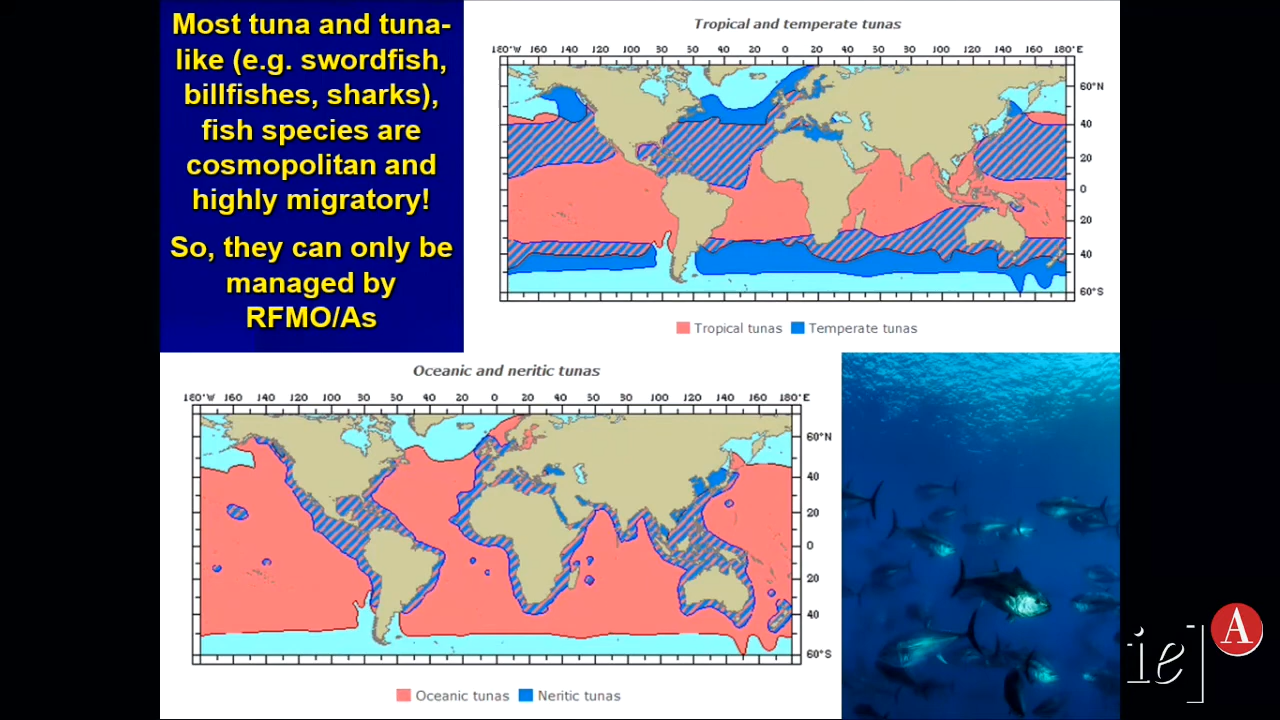 Most tuna and tuna-
like (e.g. swordfish,
billfishes, sharks),
fish species are
cosmopolitan and
highly migratory!
So, they can only be
managed by
RFMO/As
Tropical and temperate tunas
180°W 160 140 120 100 80 60 40 20 0 20 40 60 80 100 120 140 160 180°E
60°N
40
20
0
20
40
60°S
Tropical tunas Temperate tunas
Oceanic and neritic tunas
180°W 160 140 120 100 80 60 40 20 0 20 40 60 80 100 120 140 160 180°E
60°N
40
20
0
20
40
60°S
Oceanic tunas Neritic tunas
ie]
A